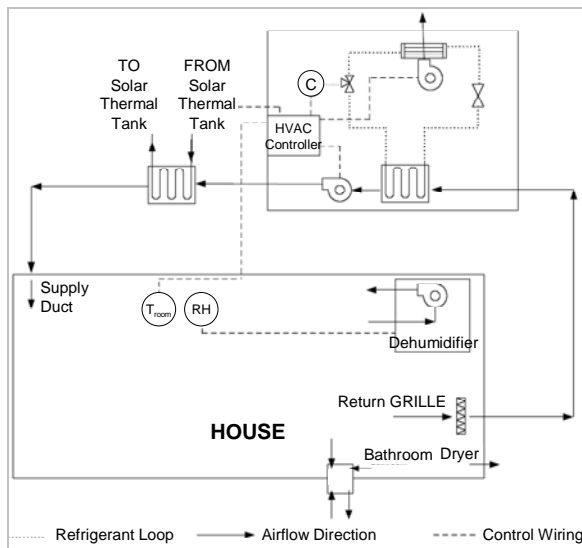 TO
Solar
Thermal
Tank
FROM
Solar
Thermal
Tank
C
HVAC
Controller
Supply
Duct
Troom
RH
Dehumidifier
Return GRILLE
HOUSE
Bathroom Dryer
Refrigerant Loop
Airflow Direction
Control Wiring